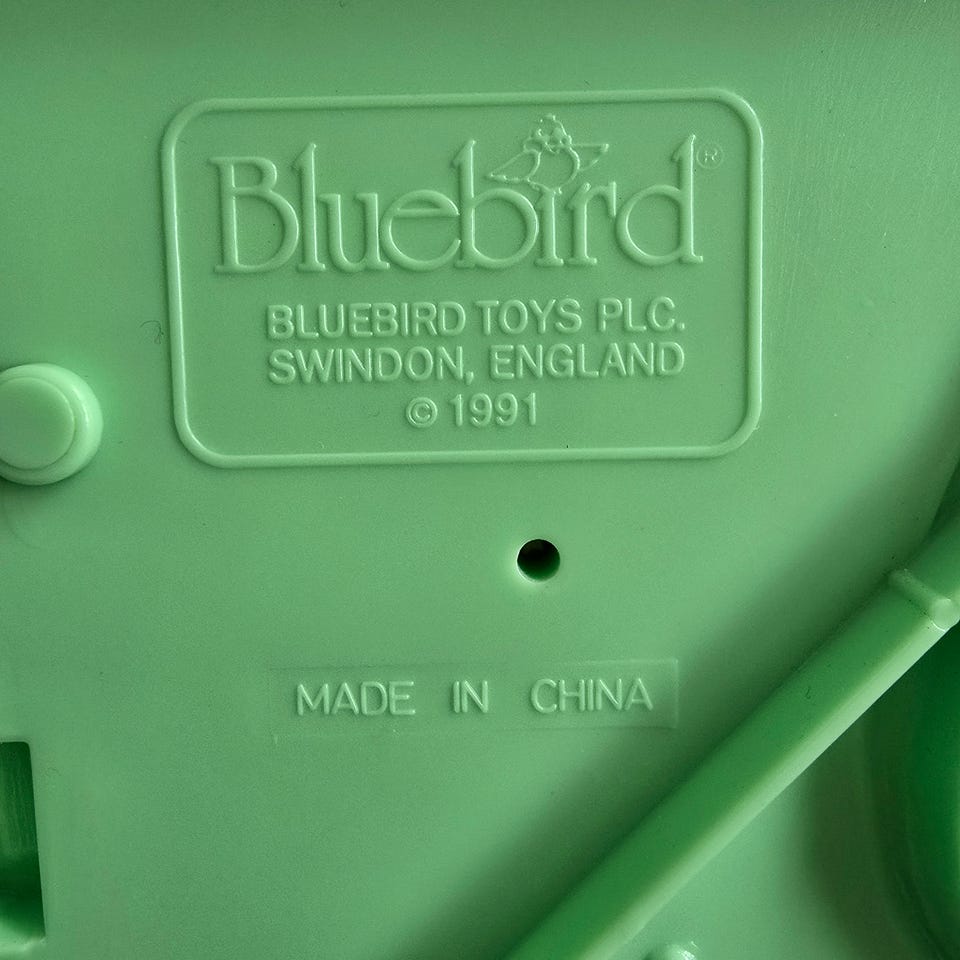 Bluebird®
BLUEBIRD TOYS PLC.
SWINDON, ENGLAND
© 1991
MADE IN CHINA